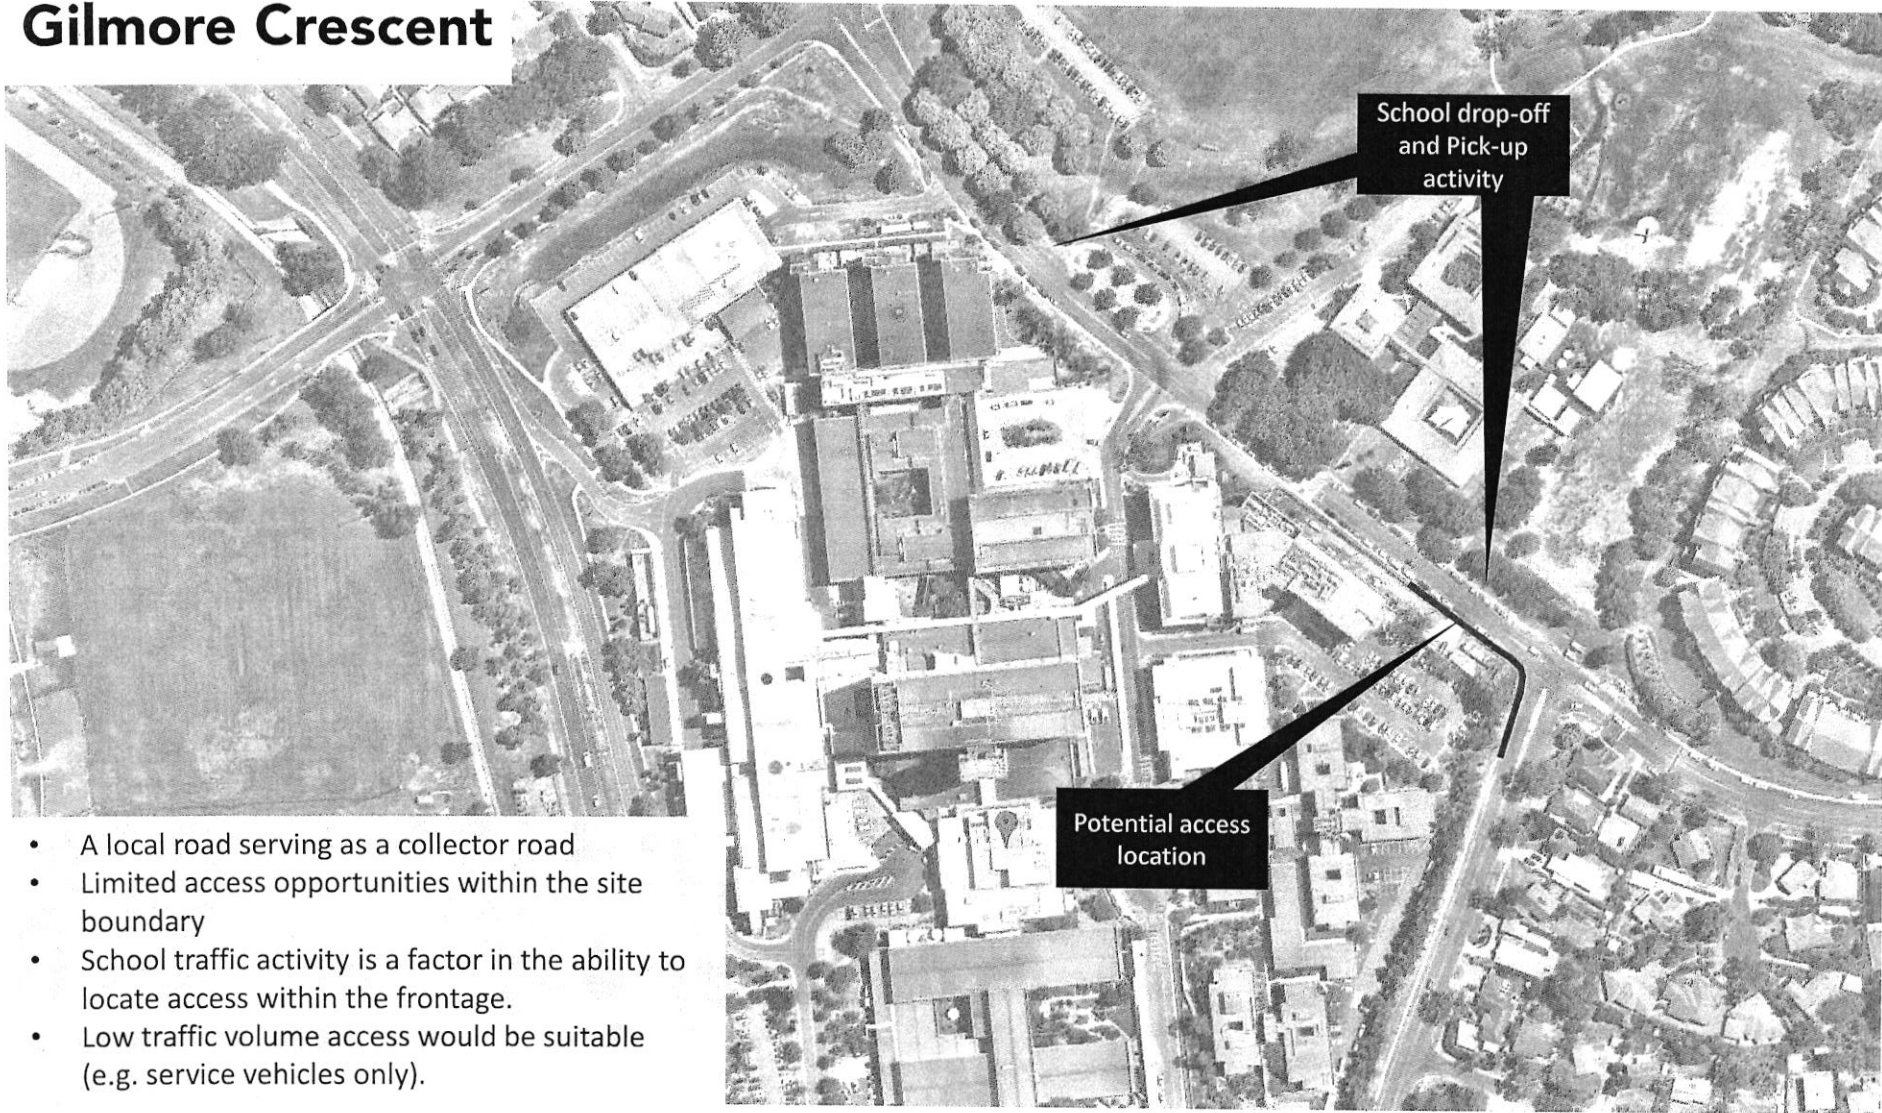 Gilmore Crescent
School drop-off
and Pick-up
activity
Potential access
location
• A local road serving as a collector road
• Limited access opportunities within the site
boundary
• School traffic activity is a factor in the ability to
locate access within the frontage.
• Low traffic volume access would be suitable
(e.g. service vehicles only).